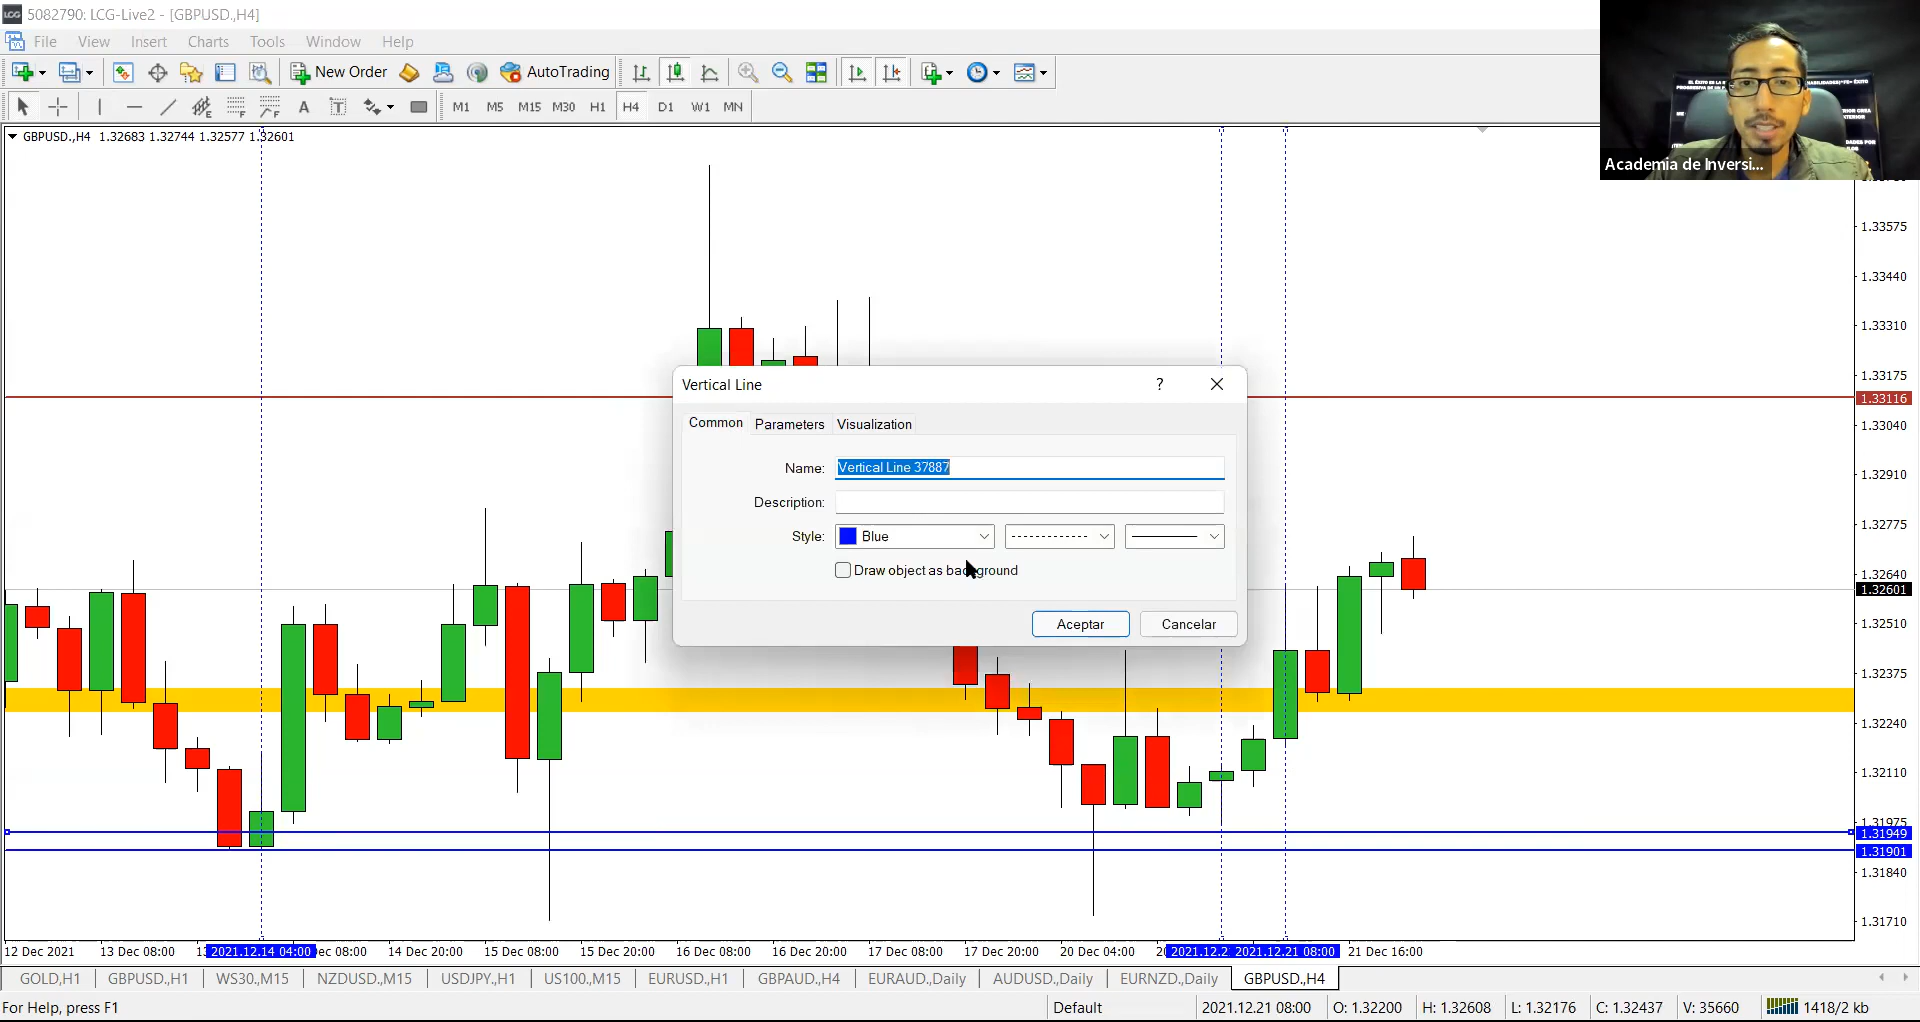 5082790: LCG-Live2 - [GBPUSD.,H4]
File View Insert Charts Tools Window Help
New Order AutoTrading
A T M1 M5 M15 M30 H1 H4 D1 W1 MN
GBPUSD.,H4 1.32683 1.32744 1.32577 1.32601
Academia de Inversi...
1.33575
1.33440
1.33310
1.33175
1.33116
1.33040
1.32910
1.32775
1.32640
1.32601
1.32510
1.32375
1.32240
1.32110
1.31975
1.31949
1.31901
1.31840
1.31710
Vertical Line ?
Common Parameters Visualization
Name: Vertical Line 37887
Description:
Style: Blue
Draw object as background
Aceptar Cancelar
12 Dec 2021 13 Dec 08:00 2021.12.14 04:00 ec 08:00 14 Dec 20:00 15 Dec 08:00 15 Dec 20:00 16 Dec 08:00 16 Dec 20:00 17 Dec 08:00 17 Dec 20:00 20 Dec 04:00 2021.12.2 2021.12.21 08:00 21 Dec 16:00
GOLD,H1 GBPUSD.,H1 WS30.,M15 NZDUSD.,M15 USDJPY.,H1 US100.,M15 EURUSD.,H1 GBPAUD.,H4 EURAUD.,Daily AUDUSD.,Daily EURNZD.,Daily GBPUSD.,H4
For Help, press F1 Default 2021.12.21 08:00 O: 1.32200 H: 1.32608 L: 1.32176 C: 1.32437 V: 35660 1418/2 kb